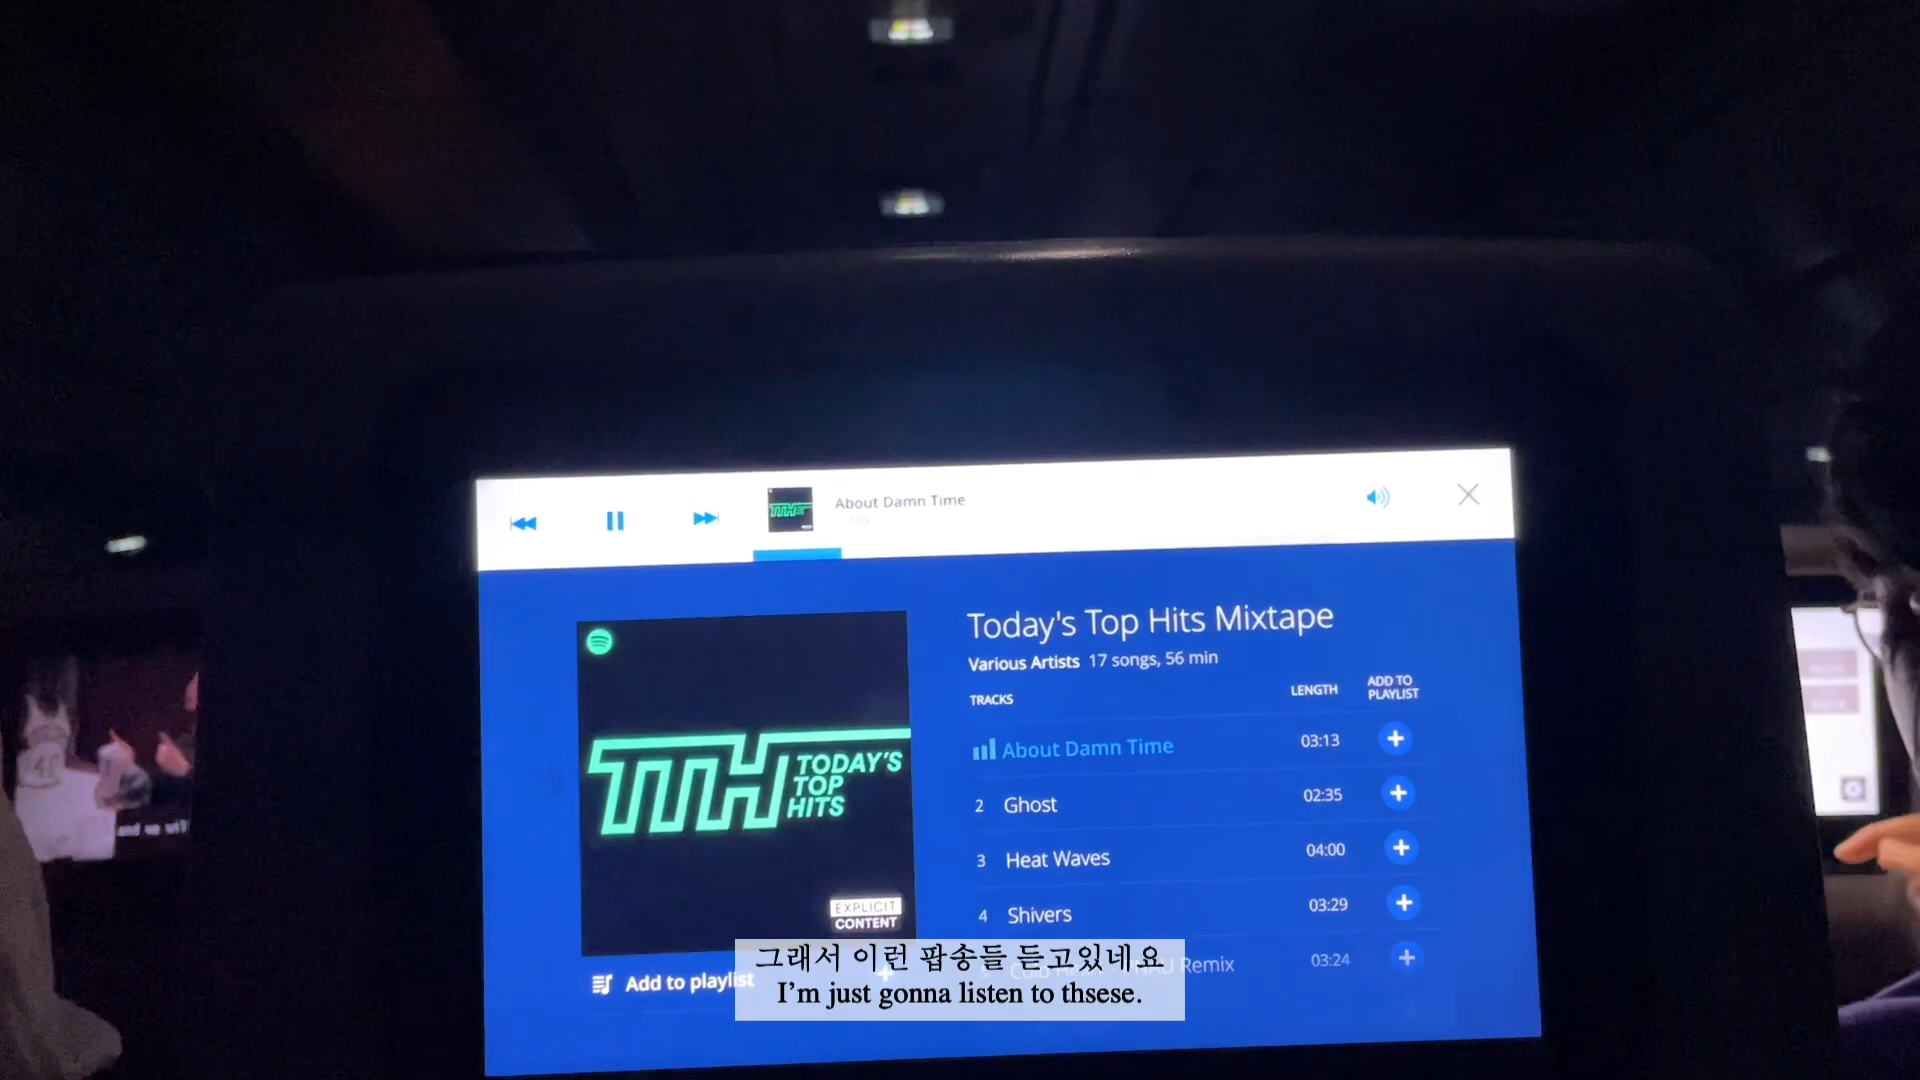 About Damn Time
Today's Top Hits Mixtape
Various Artists 17 songs, 56 min
TRACKS LENGTH ADD TO PLAYLIST
About Damn Time 03:13
2 Ghost 02:35
3 Heat Waves 04:00
4 Shivers 03:29
Remix 03:24
TTH TODAY'S
TOP
HITS
EXPLICIT
CONTENT
Add to playlist
그래서 이런 팝송들 듣고있네요
I'm just gonna listen to thsese.